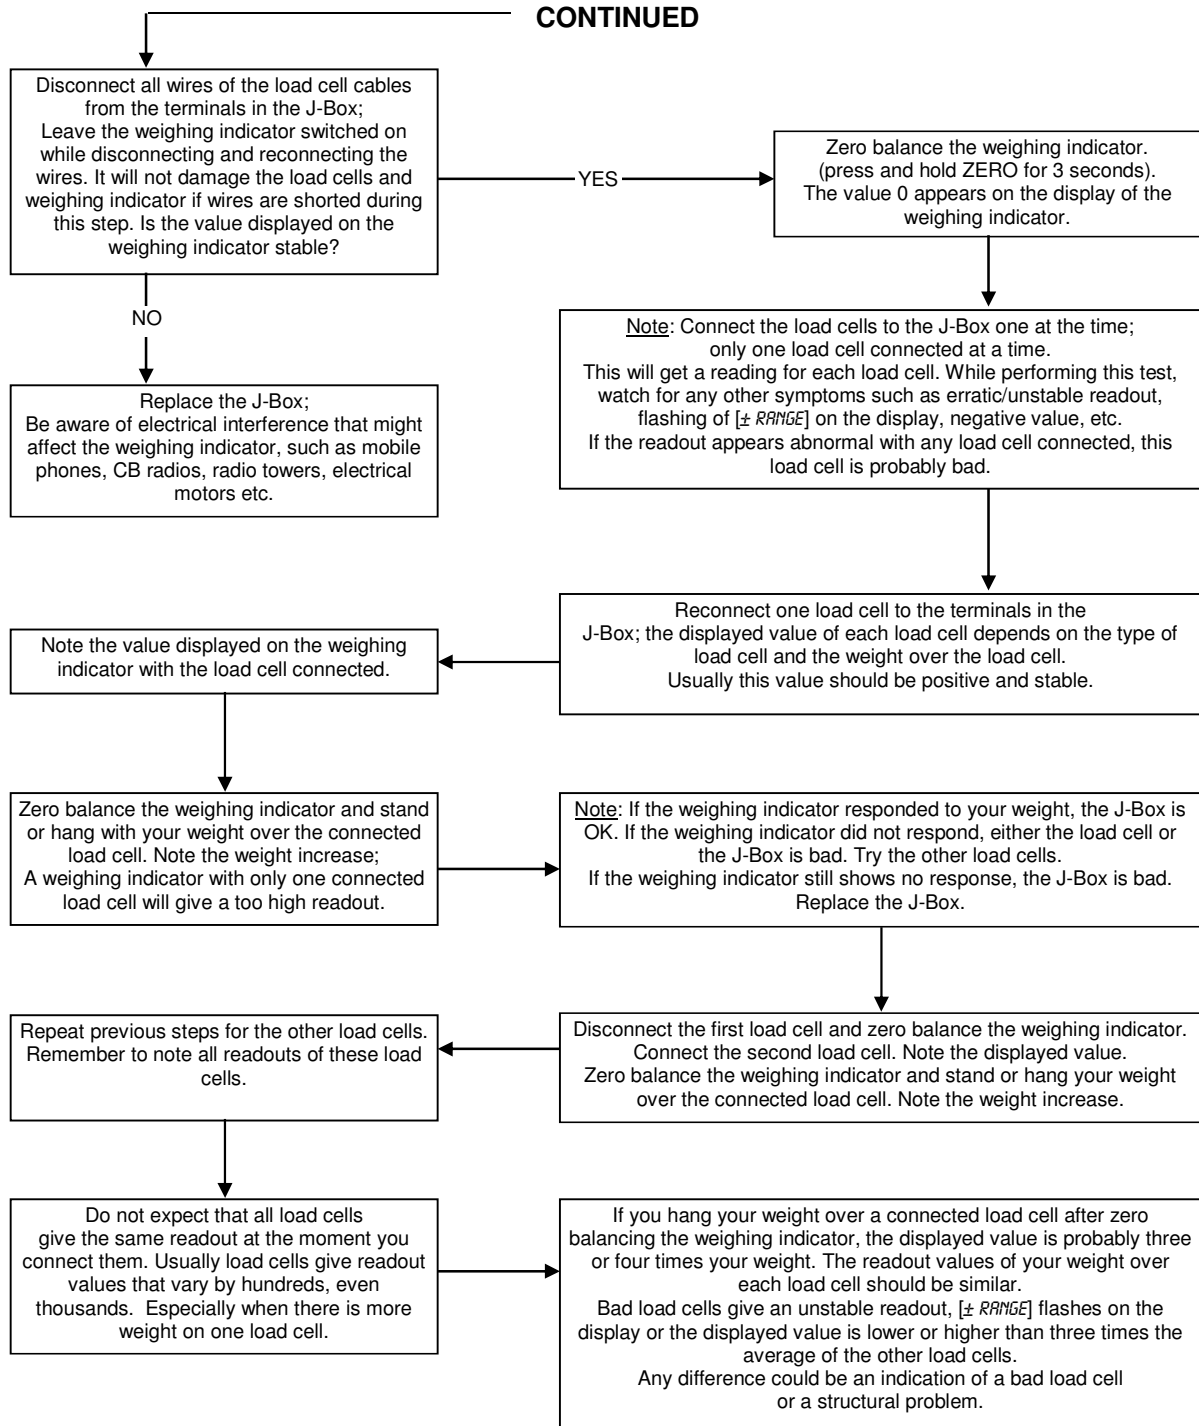 CONTINUED
Disconnect all wires of the load cell cables
from the terminals in the J-Box;
Leave the weighing indicator switched on
while disconnecting and reconnecting the
wires. It will not damage the load cells and
weighing indicator if wires are shorted during
this step. Is the value displayed on the
weighing indicator stable?
YES
Zero balance the weighing indicator.
(press and hold ZERO for 3 seconds).
The value 0 appears on the display of the
weighing indicator.
NO
Replace the J-Box;
Be aware of electrical interference that might
affect the weighing indicator, such as mobile
phones, CB radios, radio towers, electrical
motors etc.
Note: Connect the load cells to the J-Box one at the time;
only one load cell connected at a time.
This will get a reading for each load cell. While performing this test,
watch for any other symptoms such as erratic/unstable readout,
flashing of [± RANGE] on the display, negative value, etc.
If the readout appears abnormal with any load cell connected, this
load cell is probably bad.
Reconnect one load cell to the terminals in the
J-Box; the displayed value of each load cell depends on the type of
load cell and the weight over the load cell.
Usually this value should be positive and stable.
Note the value displayed on the weighing
indicator with the load cell connected.
Zero balance the weighing indicator and stand
or hang with your weight over the connected
load cell. Note the weight increase;
A weighing indicator with only one connected
load cell will give a too high readout.
Note: If the weighing indicator responded to your weight, the J-Box is
OK. If the weighing indicator did not respond, either the load cell or
the J-Box is bad. Try the other load cells.
If the weighing indicator still shows no response, the J-Box is bad.
Replace the J-Box.
Disconnect the first load cell and zero balance the weighing indicator.
Connect the second load cell. Note the displayed value.
Zero balance the weighing indicator and stand or hang your weight
over the connected load cell. Note the weight increase.
Repeat previous steps for the other load cells.
Remember to note all readouts of these load
cells.
Do not expect that all load cells
give the same readout at the moment you
connect them. Usually load cells give readout
values that vary by hundreds, even
thousands. Especially when there is more
weight on one load cell.
If you hang your weight over a connected load cell after zero
balancing the weighing indicator, the displayed value is probably three
or four times your weight. The readout values of your weight over
each load cell should be similar.
Bad load cells give an unstable readout, [± RANGE] flashes on the
display or the displayed value is lower or higher than three times the
average of the other load cells.
Any difference could be an indication of a bad load cell
or a structural problem.